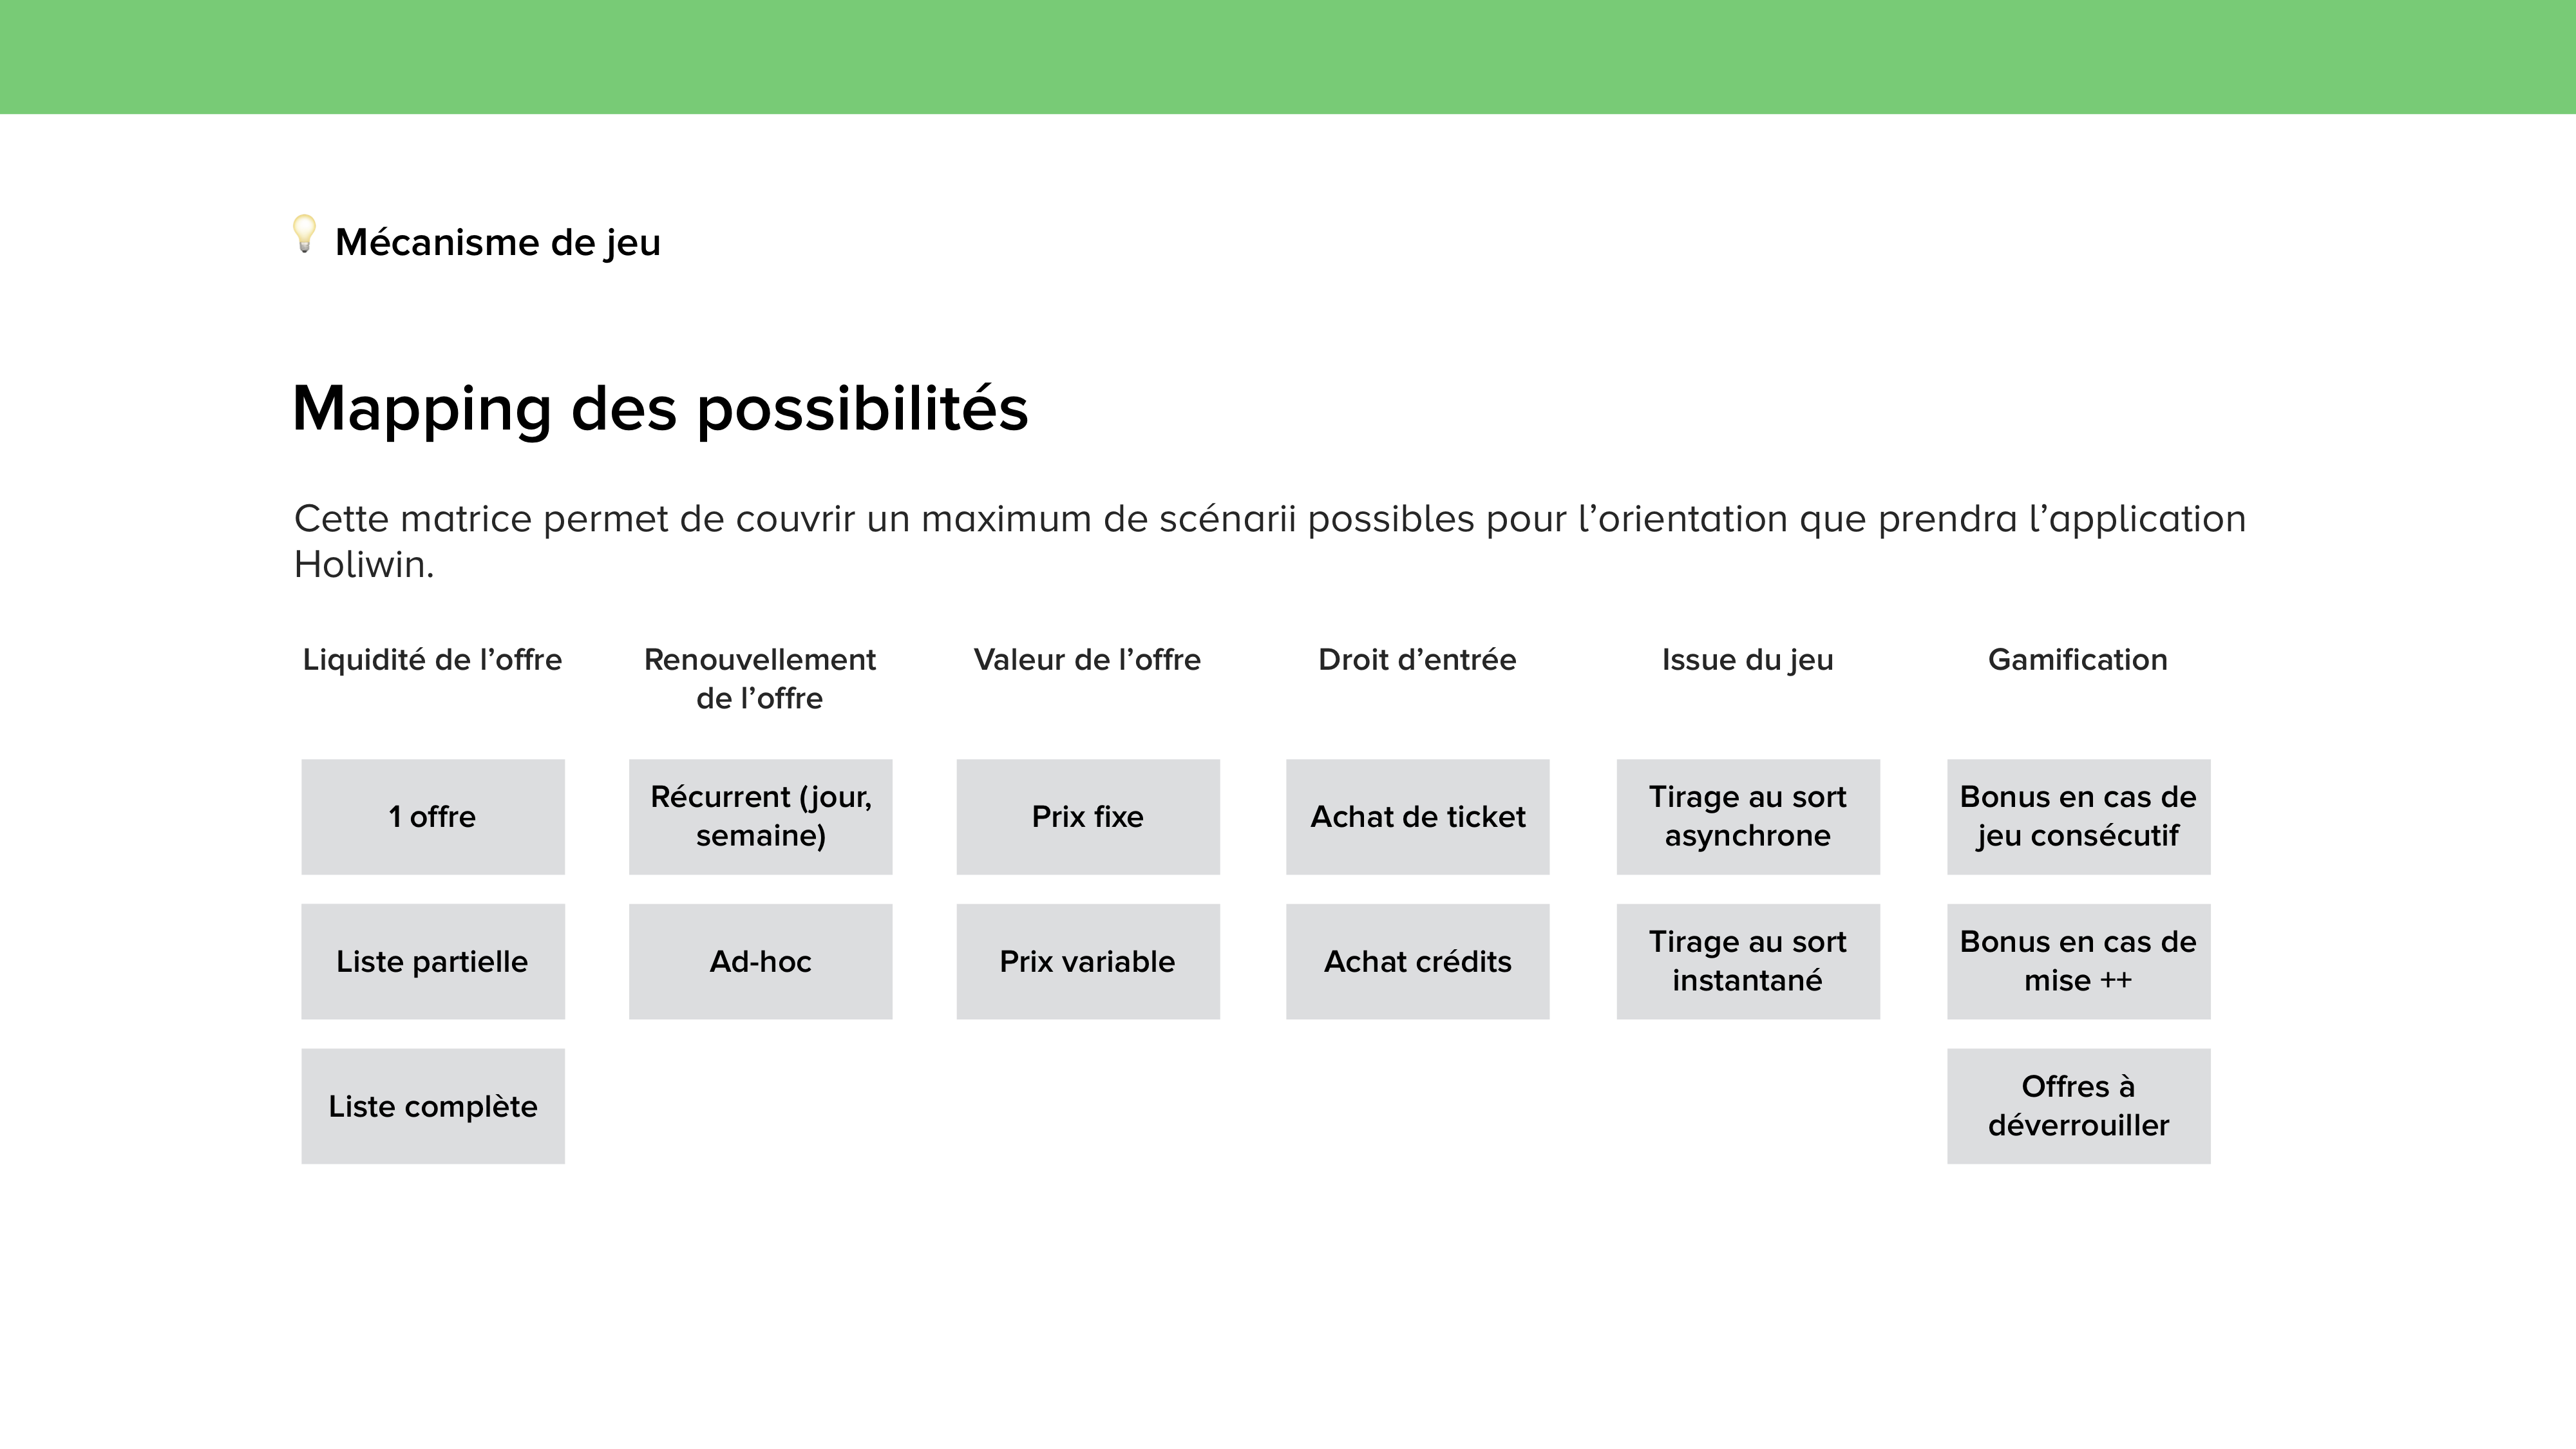 Mécanisme de jeu
Mapping des possibilités
Cette matrice permet de couvrir un maximum de scénarii possibles pour l’orientation que prendra l’application
Holiwin.
Liquidité de l’offre
Renouvellement
de l’offre
Valeur de l’offre
Droit d’entrée
Issue du jeu
Gamification
1 offre
Récurrent (jour,
semaine)
Prix fixe
Achat de ticket
Tirage au sort
asynchrone
Bonus en cas de
jeu consécutif
Liste partielle
Ad-hoc
Prix variable
Achat crédits
Tirage au sort
instantané
Bonus en cas de
mise ++
Liste complète
Offres à
déverrouiller